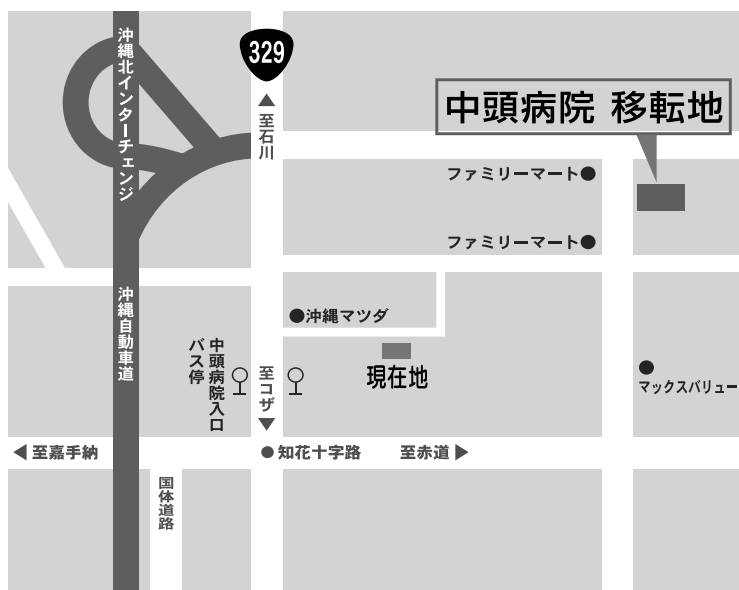 沖縄北インターチェンジ
329
至石川
中頭病院 移転地
ファミリーマート
ファミリーマート
沖縄自動車道
沖縄マツダ
中頭病院入口
バス停
至コザ
現在地
マックスバリュー
至嘉手納
知花十字路
至赤道
国体道路